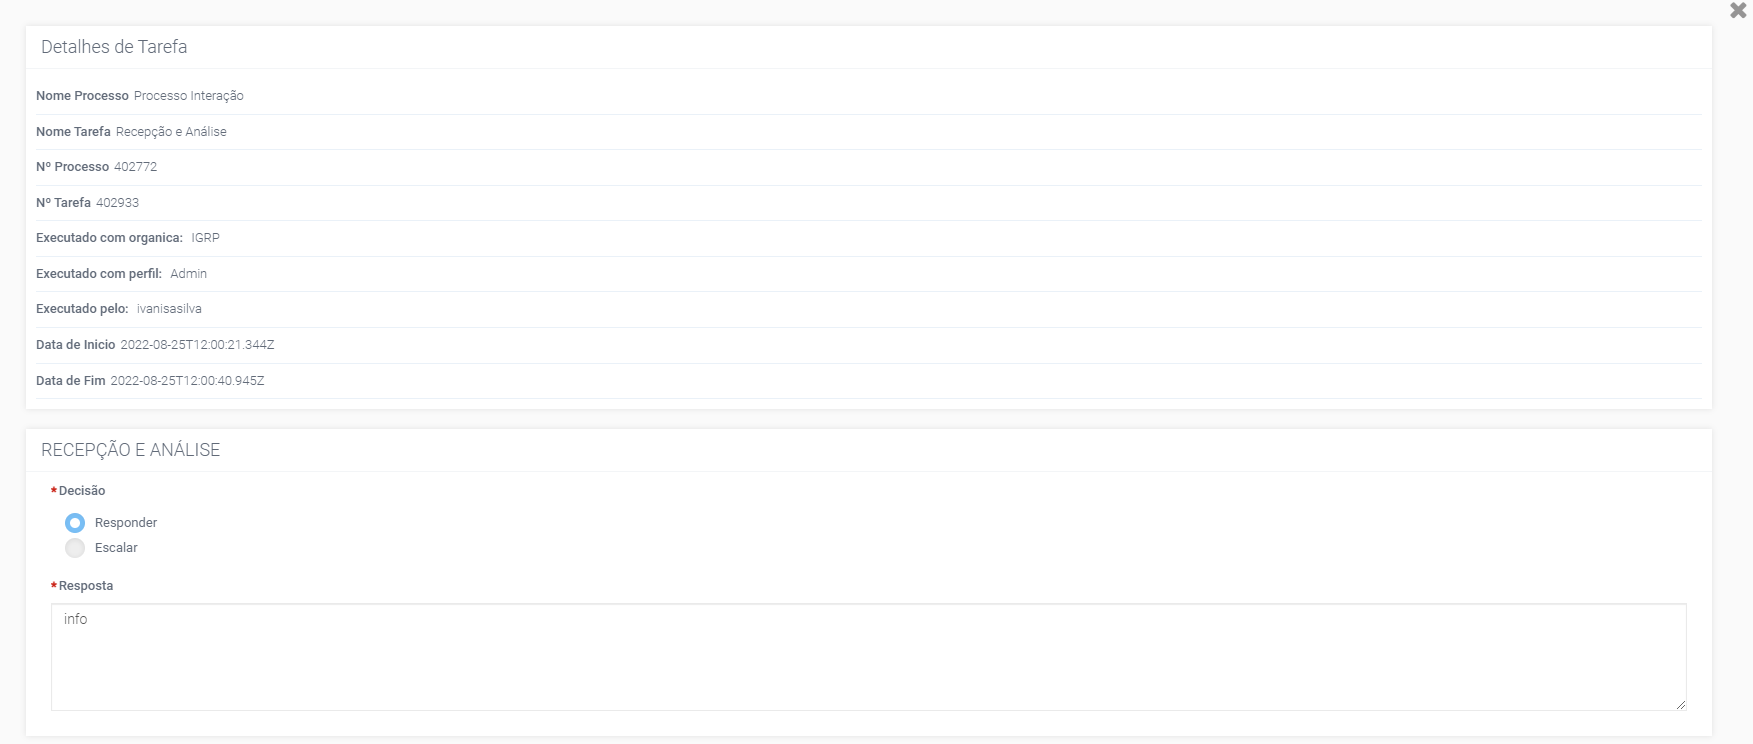 Detalhes de Tarefa
Nome Processo Processo Interação
Nome Tarefa Recepção e Análise
Nº Processo 402772
Nº Tarefa 402933
Executado com organica: IGRP
Executado com perfil: Admin
Executado pelo: ivanisasilva
Data de Inicio 2022-08-25T12:00:21.344Z
Data de Fim 2022-08-25T12:00:40.945Z
RECEPÇÃO E ANÁLISE
* Decisão
Responder
Escalar
* Resposta
info